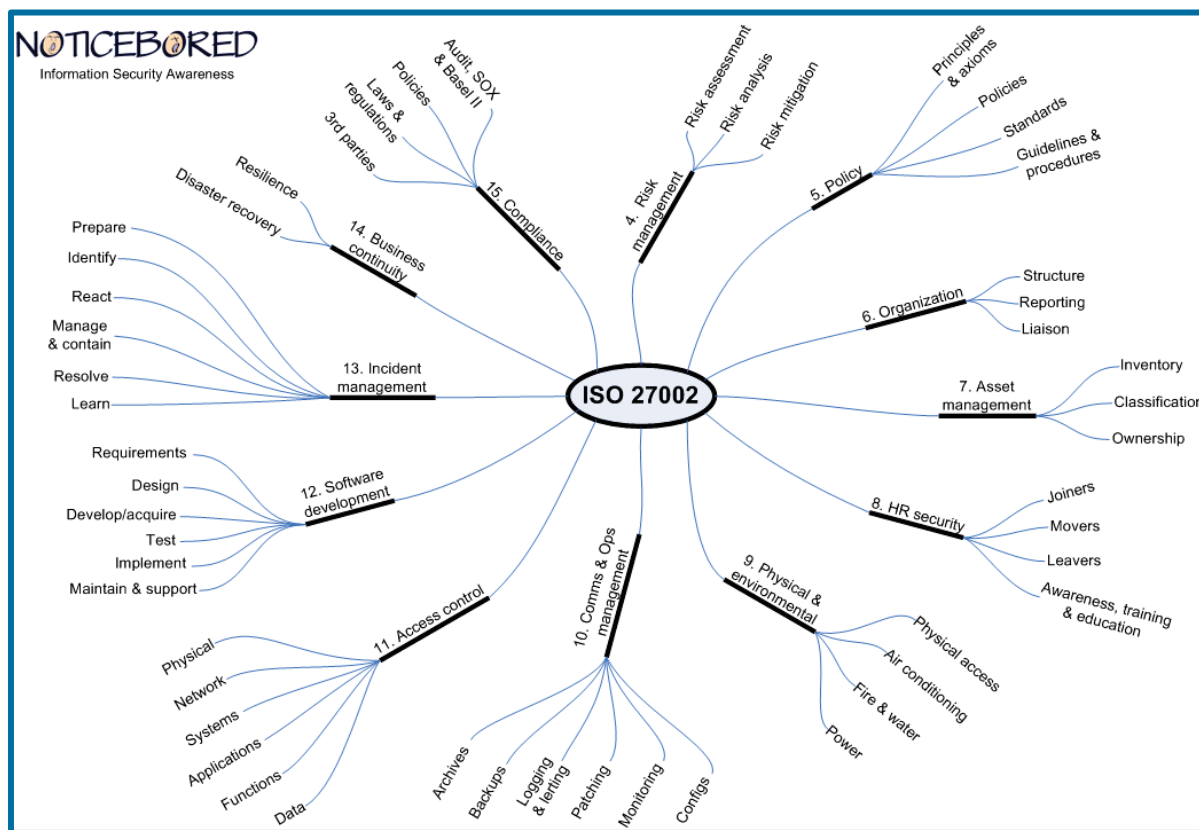 NOTICEBORED
Information Security Awareness
ISO 27002
4. Risk
management
Risk assessment
Risk analysis
Risk mitigation
5. Policy
Principles
& axioms
Policies
Standards
Guidelines &
procedures
6. Organization
Structure
Reporting
Liaison
7. Asset
management
Inventory
Classification
Ownership
8. HR security
Joiners
Movers
Leavers
Awareness, training
& education
9. Physical &
environmental
Physical access
Air conditioning
Fire & water
Power
10. Comms & Ops
management
Configs
Monitoring
Patching
Logging
& lerting
Backups
Archives
11. Access control
Physical
Network
Systems
Applications
Functions
Data
12. Software
development
Requirements
Design
Develop/acquire
Test
Implement
Maintain & support
13. Incident
management
Prepare
Identify
React
Manage
& contain
Resolve
Learn
14. Business
continuity
Resilience
Disaster recovery
15. Compliance
3rd parties
Laws &
regulations
Policies
Audit, SOX
& Basel II